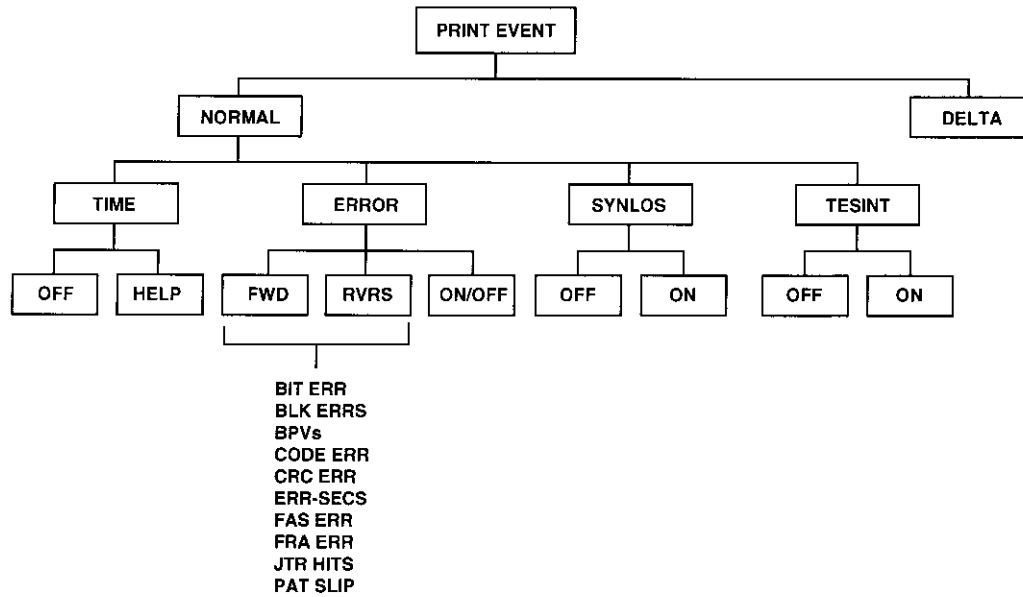 PRINT EVENT
NORMAL
DELTA
TIME
ERROR
SYNLOS
TESINT
OFF
HELP
FWD
RVRS
ON/OFF
OFF
ON
OFF
ON
BIT ERR
BLK ERRS
BPVs
CODE ERR
CRC ERR
ERR-SECS
FAS ERR
FRA ERR
JTR HITS
PAT SLIP